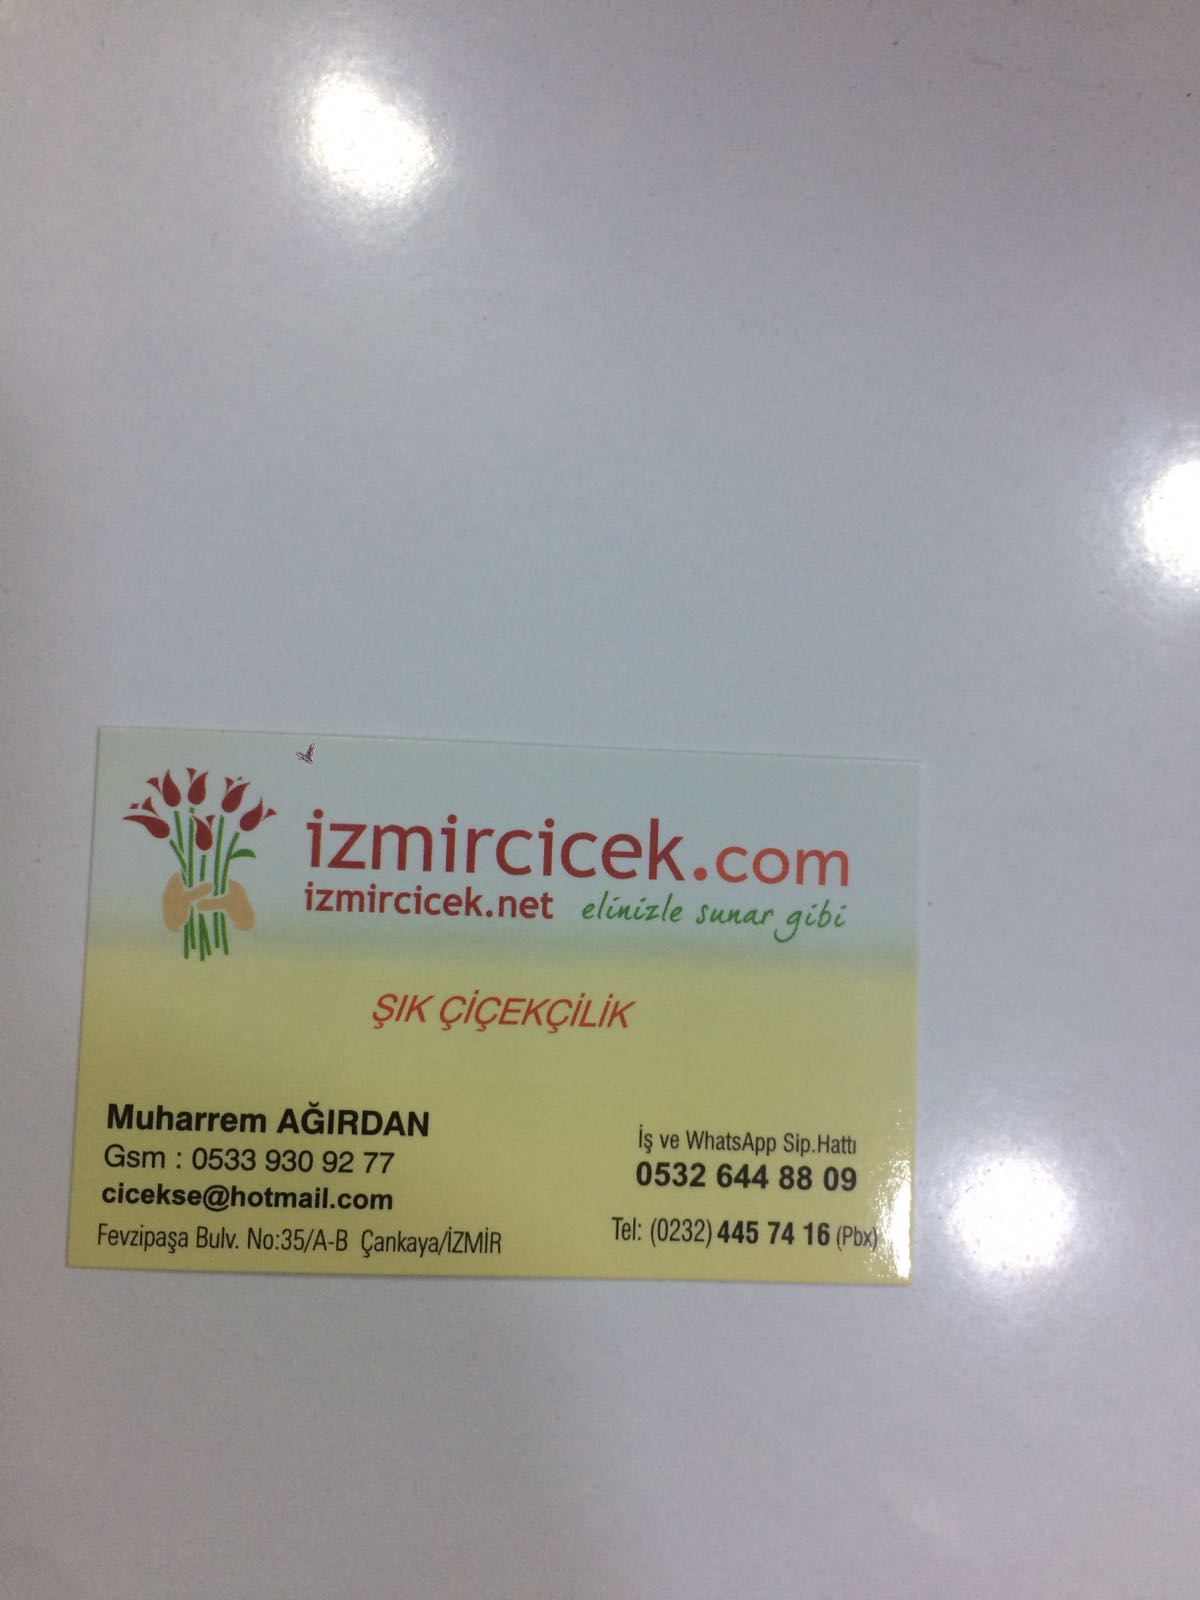 izmircicek.com
izmircicek.net elinizle sunar gibi
ŞIK ÇİÇEKÇİLİK
Muharrem AĞIRDAN
Gsm : 0533 930 92 77
cicekse@hotmail.com
Fevzipaşa Bulv. No:35/A-B Çankaya/İZMİR
İş ve WhatsApp Sip.Hattı
0532 644 88 09
Tel: (0232) 445 74 16 (Pbx)